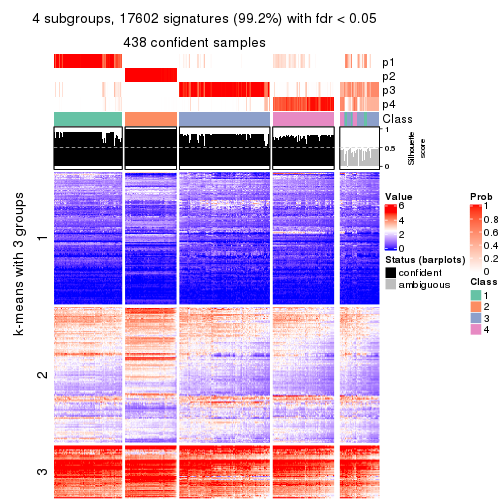 4 subgroups, 17602 signatures (99.2%) with fdr < 0.05
438 confident samples
p1
p2
p3
p4
Class
1
0.5
0
Silhouette
score
k-means with 3 groups
1
2
3
Value
6
4
2
0
Status (barplots)
confident
ambiguous
Prob
1
0.8
0.6
0.4
0.2
0
Class
1
2
3
4